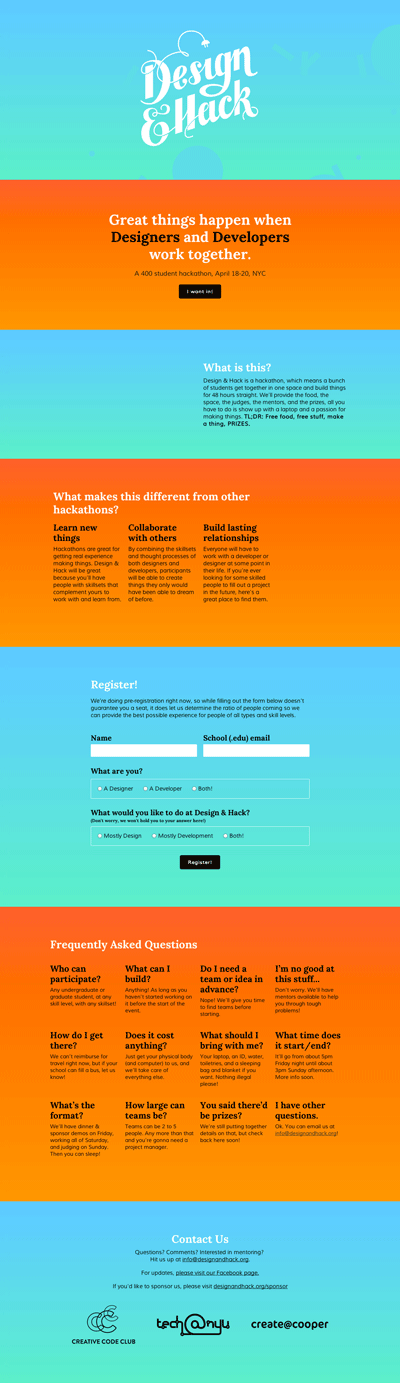 Design
& Hack
Great things happen when
Designers and Developers
work together.
A 400 student hackathon, April 18-20, NYC
I want in!
What is this?
Design & Hack is a hackathon, which means a bunch
of students get together in one space and build things
for 48 hours straight. We'll provide the food, the
space, the judges, the mentors, and the prizes, all you
have to do is show up with a laptop and a passion for
making things. TL;DR: Free food, free stuff, make
a thing, PRIZES.
What makes this different from other
hackathons?
Learn new
things
Hackathons are great for
getting real experience
making things. Design &
Hack will be great
because you'll have
people with skillsets that
complement yours to
work with and learn from.
Collaborate
with others
By combining the skillsets
and thought processes of
both designers and
developers, participants
will be able to create
things they only would
have been able to dream
of before.
Build lasting
relationships
Everyone will have to
work with a developer or
designer at some point in
their life. If you're ever
looking for some skilled
people to fill out a project
in the future, here's a
great place to find them.
Register!
We're doing pre-registration right now, so while filling out the form below doesn't
guarantee you a seat, it does let us determine the ratio of people coming so we
can provide the best possible experience for people of all types and skill levels.
Name
School (.edu) email
What are you?
A Designer A Developer Both!
What would you like to do at Design & Hack?
(Don't worry, we won't hold you to your answer here!)
Mostly Design Mostly Development Both!
Register!
Frequently Asked Questions
Who can
participate?
Any undergraduate or
graduate student, at any
skill level, with any skillset!
What can I
build?
Anything! As long as you
haven't started working on
it before the start of the
event.
Do I need a
team or idea in
advance?
Nope! We'll give you time
to find teams before
starting.
I'm no good at
this stuff...
Don't worry. We'll have
mentors available to help
you through tough
problems!
How do I get
there?
We can't reimburse for
travel right now, but if your
school can fill a bus, let us
know!
Does it cost
anything?
Just get your physical body
(and computer) to us, and
we'll take care of
everything else.
What should I
bring with me?
Your laptop, an ID, water,
toiletries, and a sleeping
bag and blanket if you
want. Nothing illegal
please!
What time does
it start/end?
It'll go from about 5pm
Friday night until about
3pm Sunday afternoon.
More info soon.
What's the
format?
We'll have dinner &
sponsor demos on Friday,
working all of Saturday,
and judging on Sunday.
Then you can sleep!
How large can
teams be?
Teams can be 2 to 5
people. Any more than that
and you're gonna need a
project manager.
You said there'd
be prizes?
We're still putting together
details on that, but check
back here soon!
I have other
questions.
Ok. You can email us at
info@designandhack.org!
Contact Us
Questions? Comments? Interested in mentoring?
Hit us up at info@designandhack.org.
For updates, please visit our Facebook page.
If you'd like to sponsor us, please visit designandhack.org/sponsor
CREATIVE CODE CLUB
tech@nyu
create@cooper